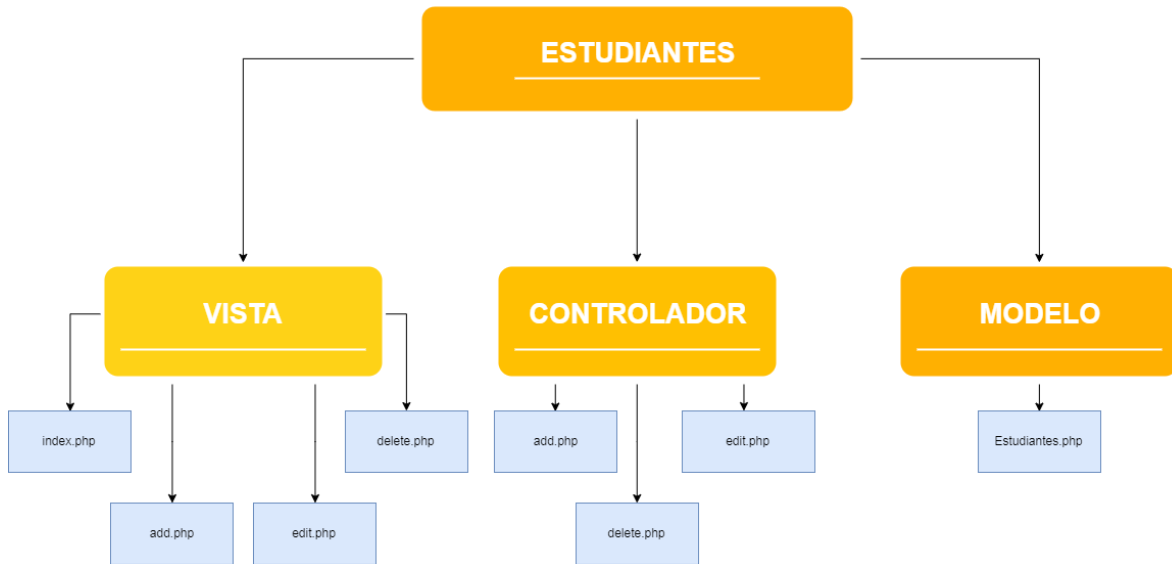 ESTUDIANTES
VISTA
CONTROLADOR
MODELO
index.php
delete.php
add.php
edit.php
Estudiantes.php
add.php
edit.php
delete.php